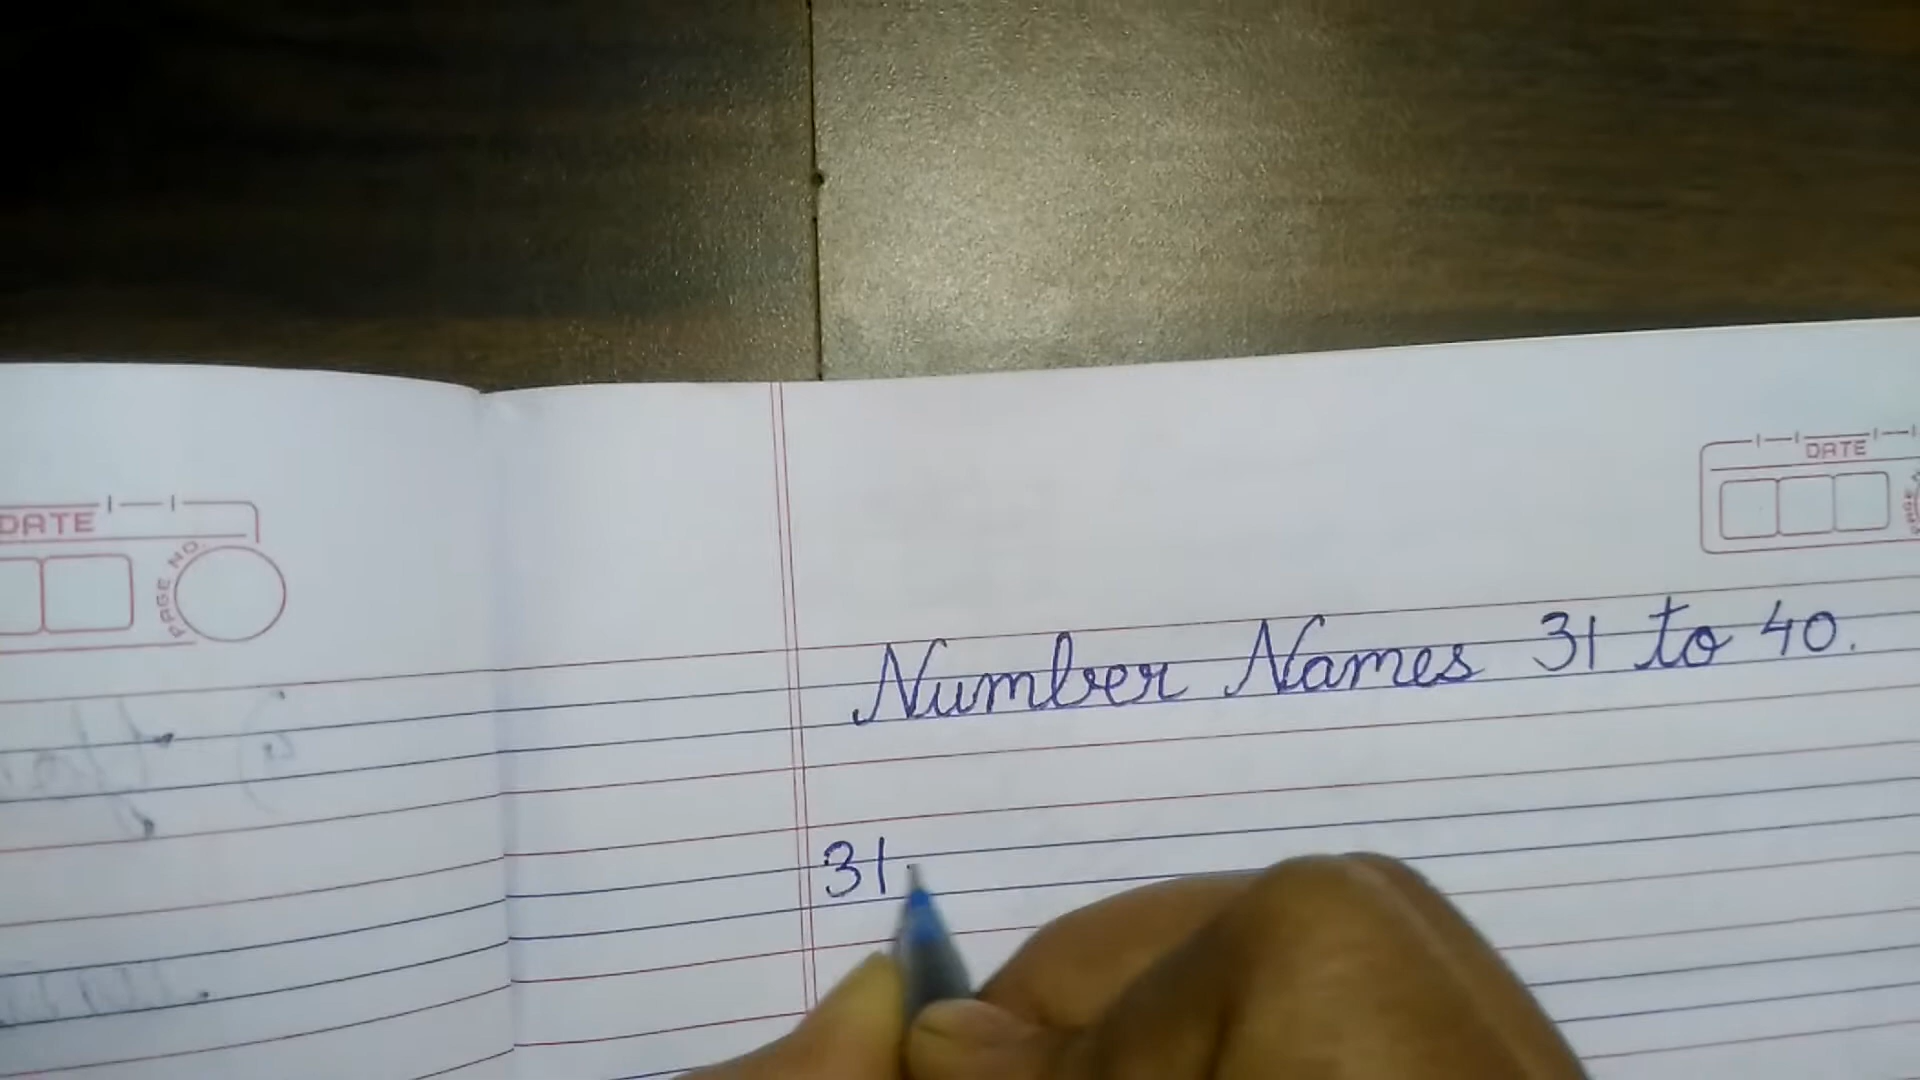 DATE
PAGE NO.
DATE
Number Names 31 to 40.
31